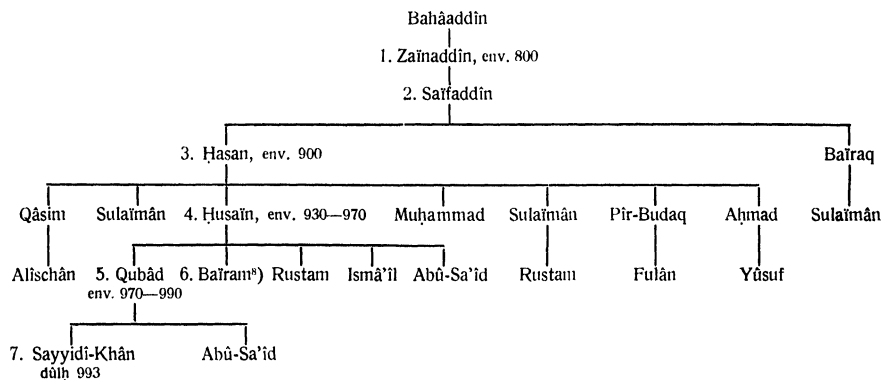 Bahâaddîn
1. Zaïnaddîn, env. 800
2. Saïfaddîn
3. Ḥasan, env. 900 Baïraq
Qâsim Sulaïmân 4. Ḥusaïn, env. 930—970 Muḥammad Sulaïmân Pîr-Budaq Aḥmad Sulaïmân
Alîschân 5. Qubâd 6. Baïram⁸) Rustam Ismâ'îl Abû-Sa'îd Rustam Fulân Yûsuf
env. 970—990
7. Sayyidî-Khân Abû-Sa'îd
dûlḥ 993